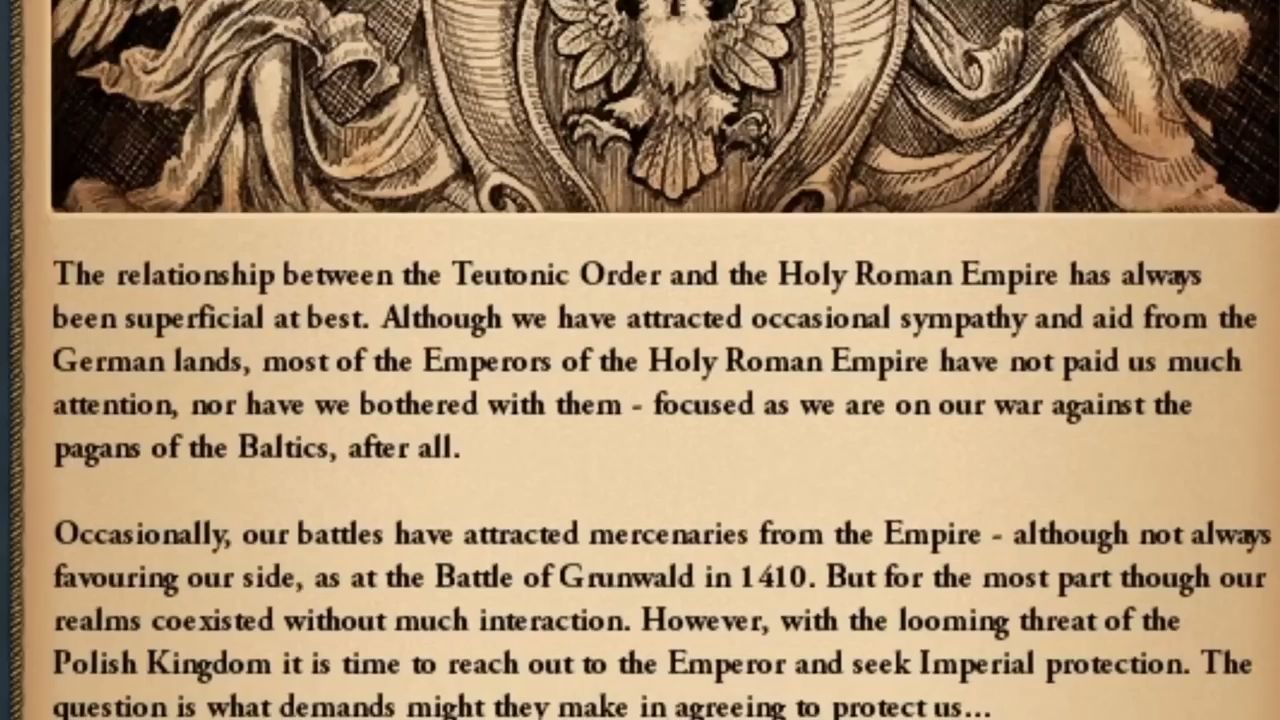 The relationship between the Teutonic Order and the Holy Roman Empire has always
been superficial at best. Although we have attracted occasional sympathy and aid from the
German lands, most of the Emperors of the Holy Roman Empire have not paid us much
attention, nor have we bothered with them - focused as we are on our war against the
pagans of the Baltics, after all.
Occasionally, our battles have attracted mercenaries from the Empire - although not always
favouring our side, as at the Battle of Grunwald in 1410. But for the most part though our
realms coexisted without much interaction. However, with the looming threat of the
Polish Kingdom it is time to reach out to the Emperor and seek Imperial protection. The
question is what demands might they make in agreeing to protect us...